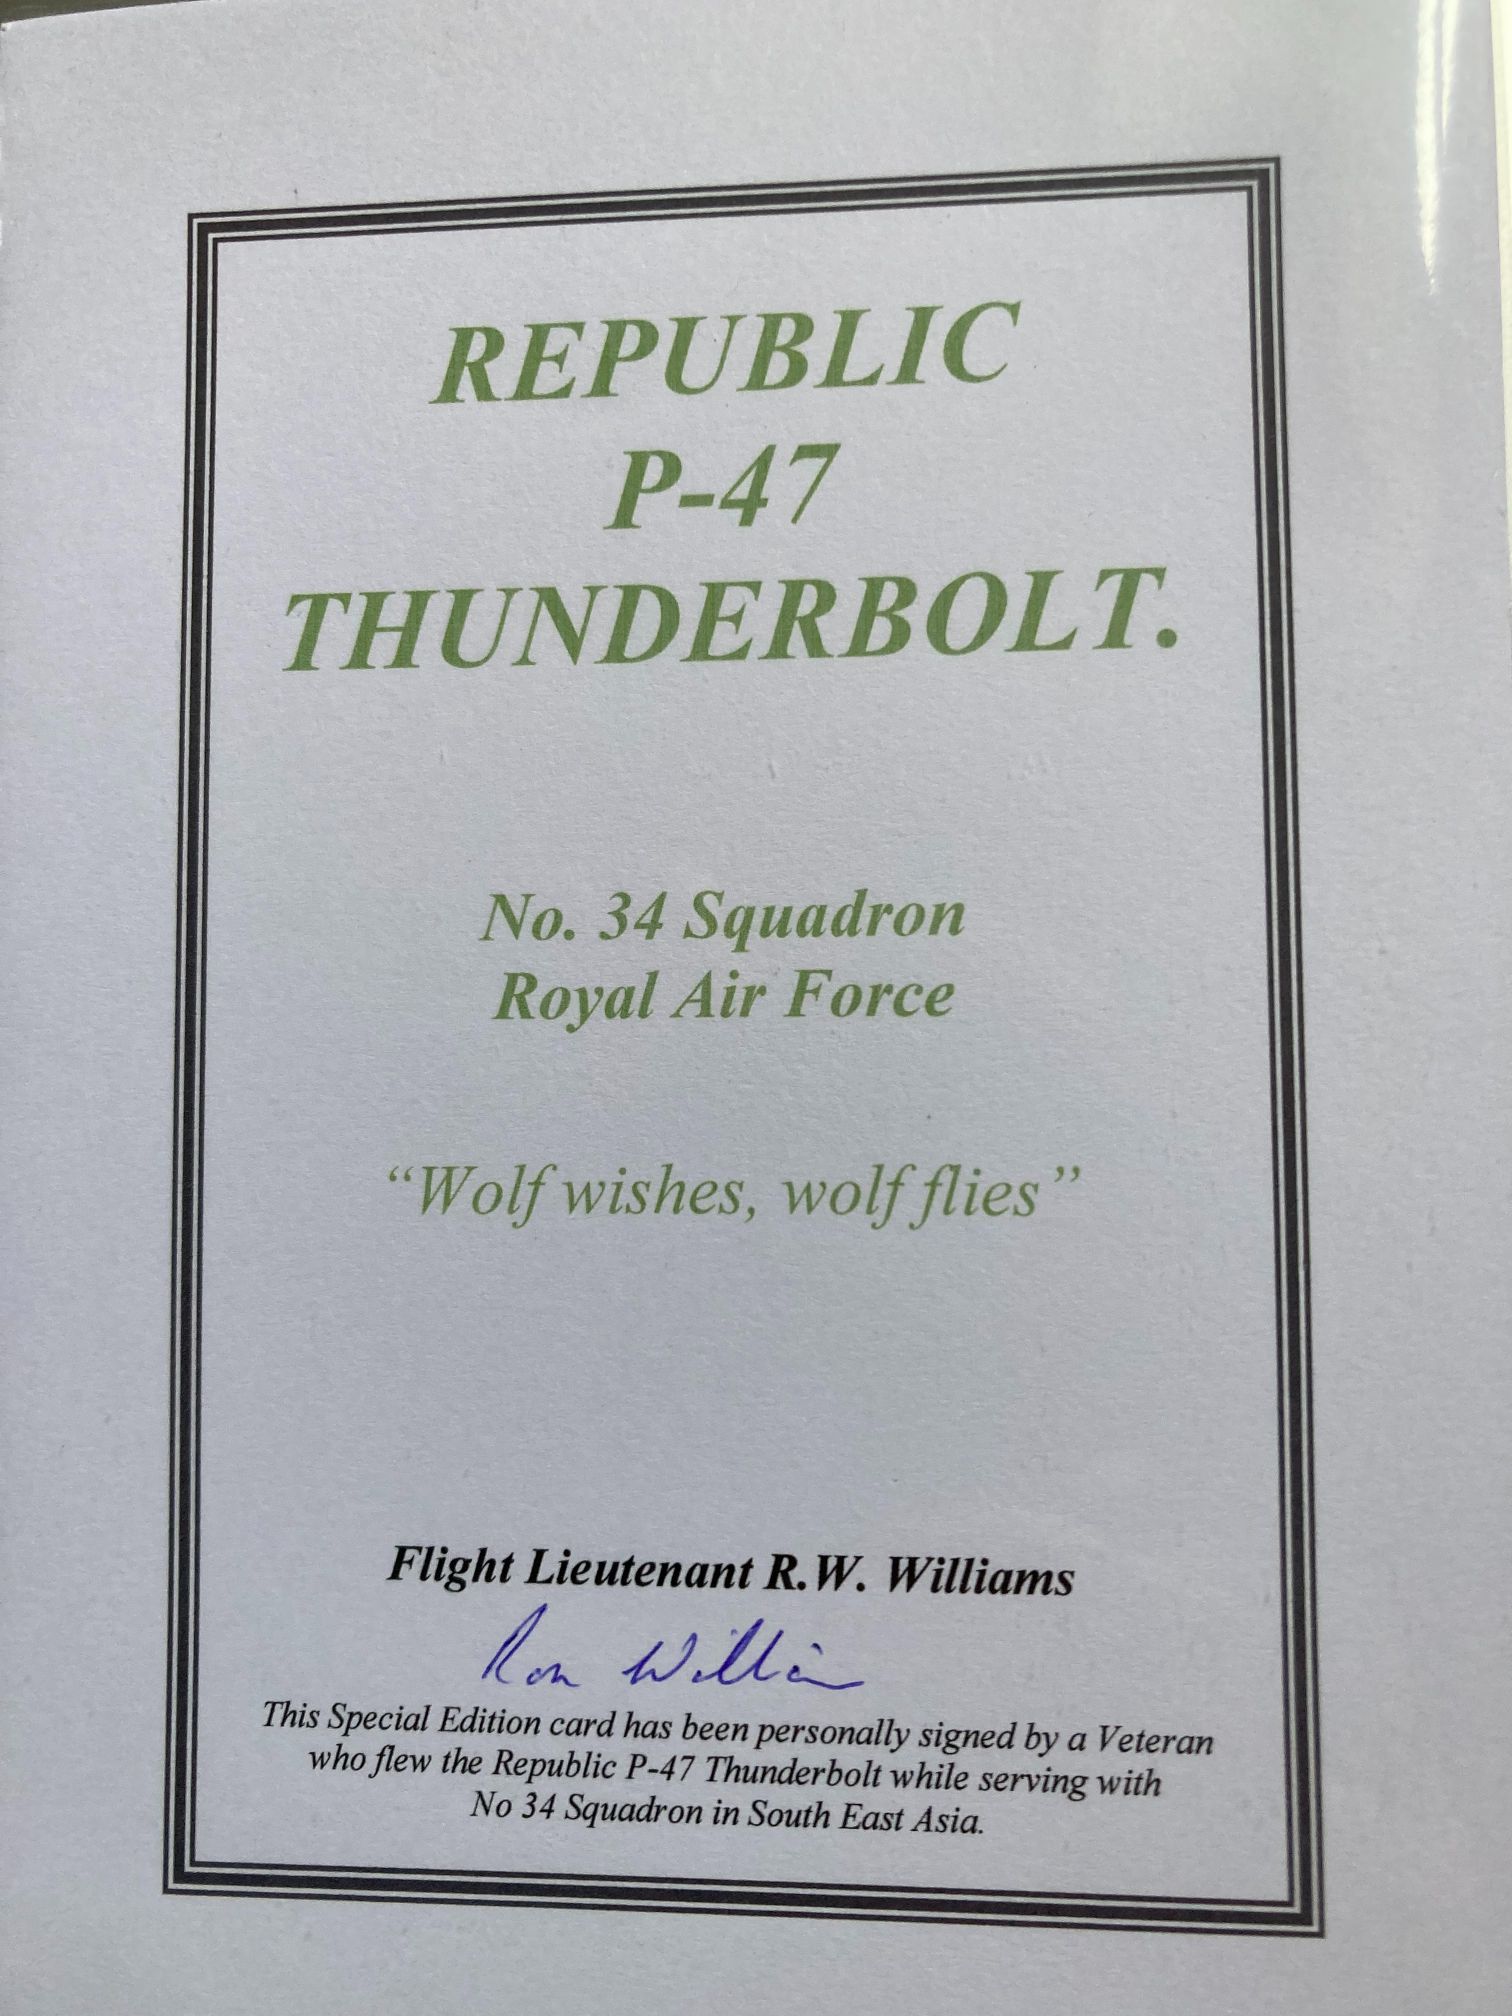 REPUBLIC
P-47
THUNDERBOLT.
No. 34 Squadron
Royal Air Force
“Wolf wishes, wolf flies”
Flight Lieutenant R.W. Williams
Ron Williams
This Special Edition card has been personally signed by a Veteran
who flew the Republic P-47 Thunderbolt while serving with
No 34 Squadron in South East Asia.